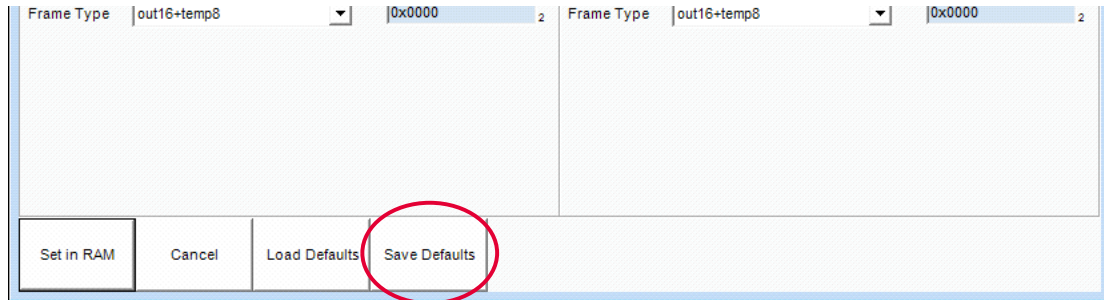 Frame Type out16+temp8 0x0000 2 Frame Type out16+temp8 0x0000 2
Set in RAM Cancel Load Defaults Save Defaults